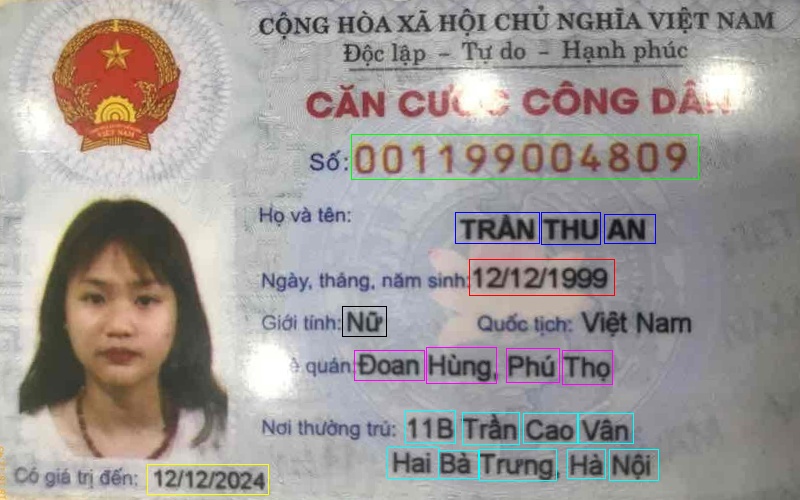 CỘNG HÒA XÃ HỘI CHỦ NGHĨA VIỆT NAM
Độc lập – Tự do – Hạnh phúc
CĂN CƯỚC CÔNG DÂN
Số: 001199004809
Họ và tên:
TRẦN THU AN
Ngày, tháng, năm sinh: 12/12/1999
Giới tính: Nữ Quốc tịch: Việt Nam
quán: Đoan Hùng, Phú Thọ
Nơi thường trú: 11B Trần Cao Vân
Hai Bà Trưng, Hà Nội
Có giá trị đến: 12/12/2024